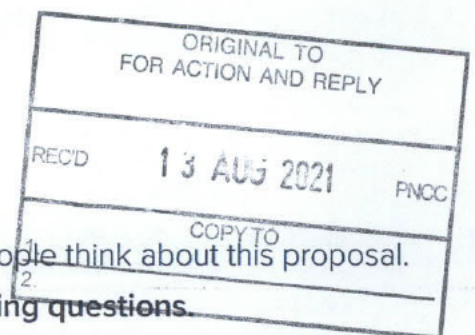 ORIGINAL TO
FOR ACTION AND REPLY
REC'D 13 AUG 2021 PNCC
COPY TO
1.
ople think about this proposal.
2.
ing questions.